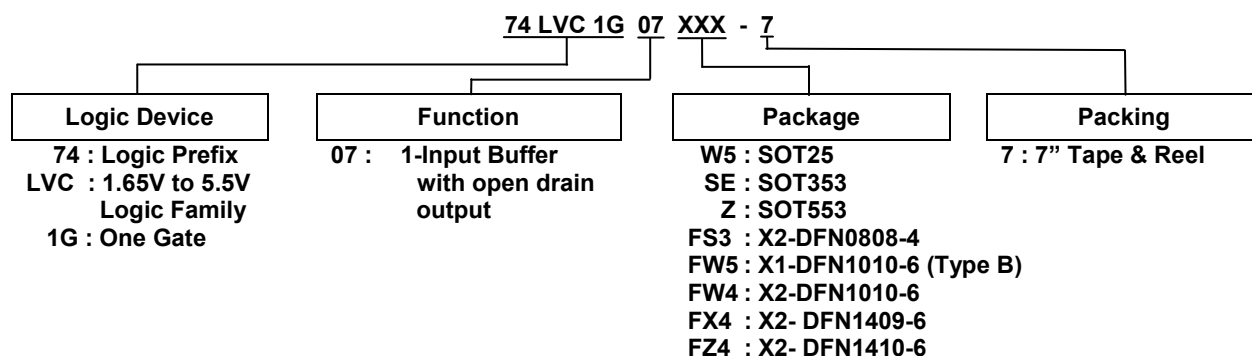 74 LVC 1G 07 XXX - 7
Logic Device
74 : Logic Prefix
LVC : 1.65V to 5.5V
Logic Family
1G : One Gate
Function
07 : 1-Input Buffer
with open drain
output
Package
W5 : SOT25
SE : SOT353
Z : SOT553
FS3 : X2-DFN0808-4
FW5 : X1-DFN1010-6 (Type B)
FW4 : X2-DFN1010-6
FX4 : X2- DFN1409-6
FZ4 : X2- DFN1410-6
Packing
7 : 7” Tape & Reel